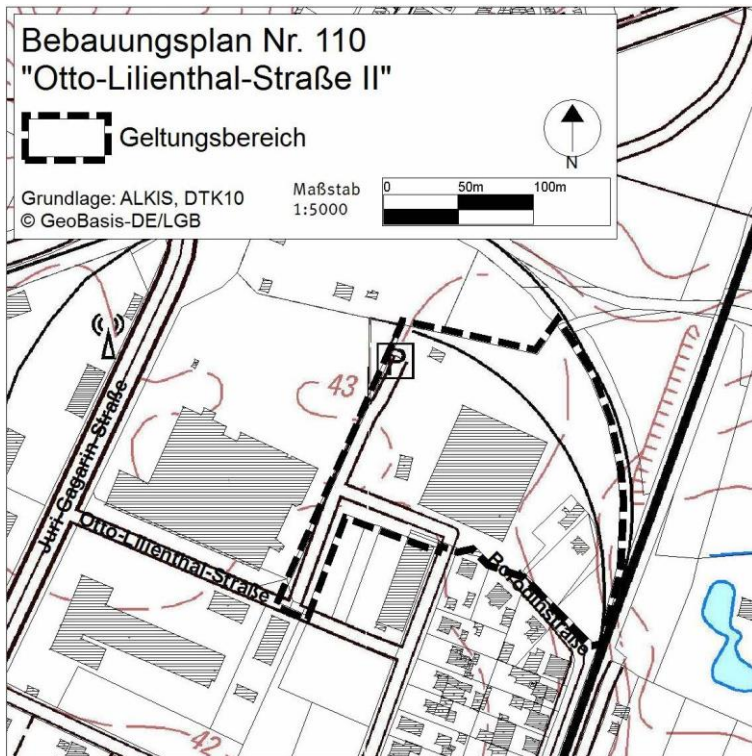 Bebauungsplan Nr. 110
"Otto-Lilienthal-Straße II"
Geltungsbereich
N
Grundlage: ALKIS, DTK10
© GeoBasis-DE/LGB
Maßstab
1:5000
0 50m 100m
P
43
Juri-Gagarin-Straße
Otto-Lilienthal-Straße
42